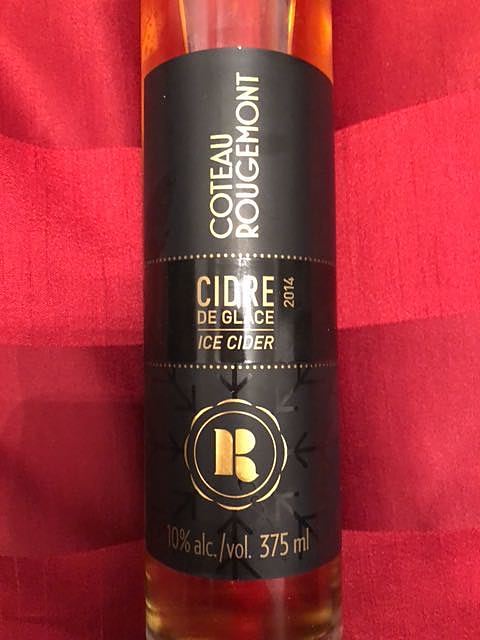 COTEAU
ROUGEMONT
CIDRE
DE GLACE
2014
ICE CIDER
R
10% alc./vol. 375 ml